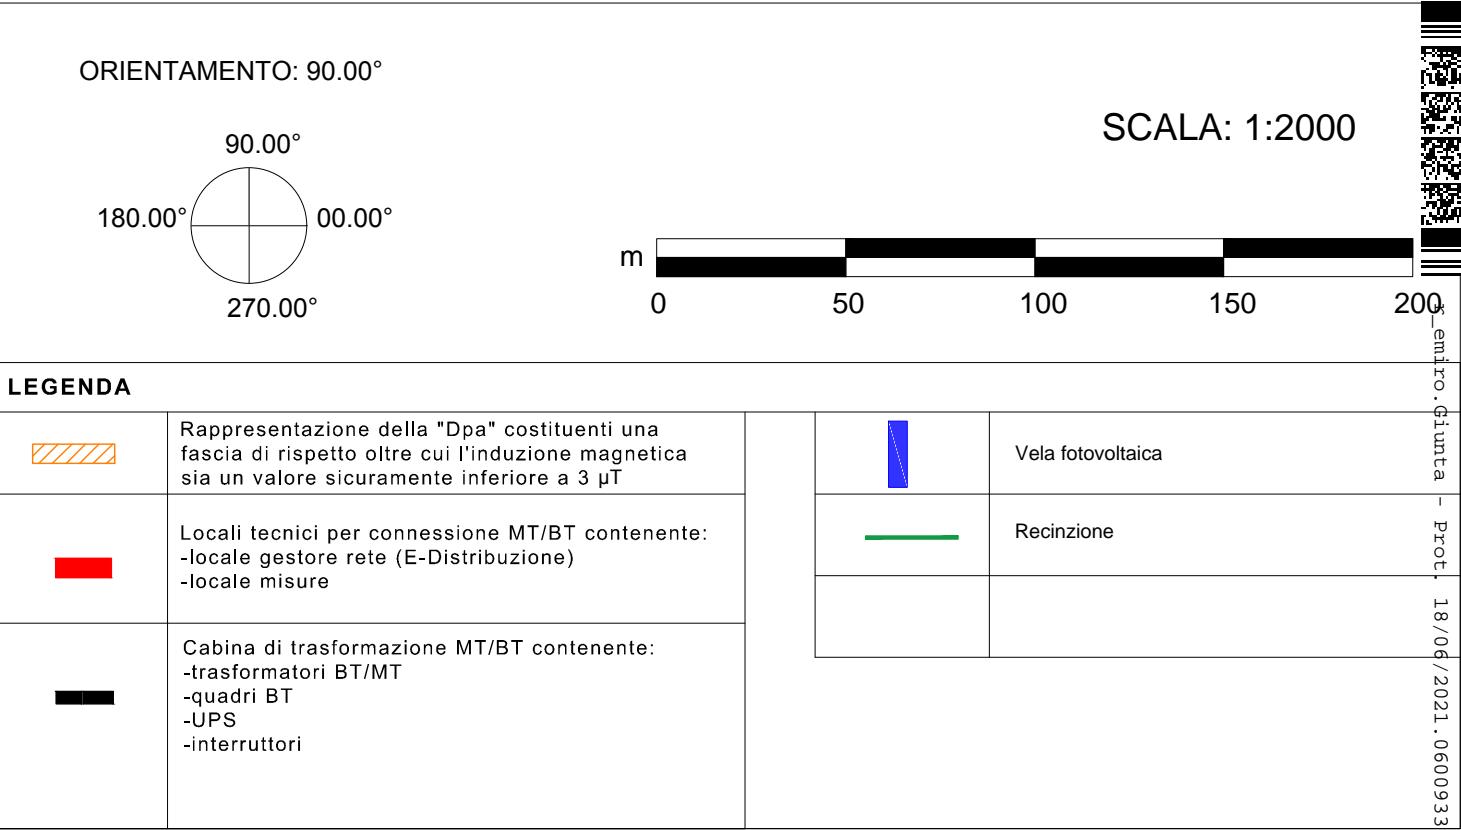 ORIENTAMENTO: 90.00°
90.00°
180.00°
00.00°
270.00°
SCALA: 1:2000
m
0 50 100 150 200
LEGENDA
Rappresentazione della "Dpa" costituenti una
fascia di rispetto oltre cui l'induzione magnetica
sia un valore sicuramente inferiore a 3 µT
Locali tecnici per connessione MT/BT contenente:
-locale gestore rete (E-Distribuzione)
-locale misure
Cabina di trasformazione MT/BT contenente:
-trasformatori BT/MT
-quadri BT
-UPS
-interruttori
Vela fotovoltaica
Recinzione
r_emiro.Giunta - Prot. 18/06/2021.0600933